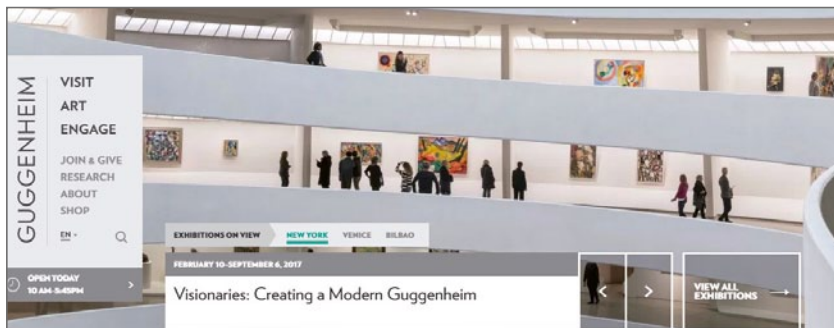 GUGGENHEIM
VISIT
ART
ENGAGE
JOIN & GIVE
RESEARCH
ABOUT
SHOP
EN
OPEN TODAY
10 AM-5:45PM
EXHIBITIONS ON VIEW NEW YORK VENICE BILBAO
FEBRUARY 10-SEPTEMBER 6, 2017
Visionaries: Creating a Modern Guggenheim
VIEW ALL
EXHIBITIONS